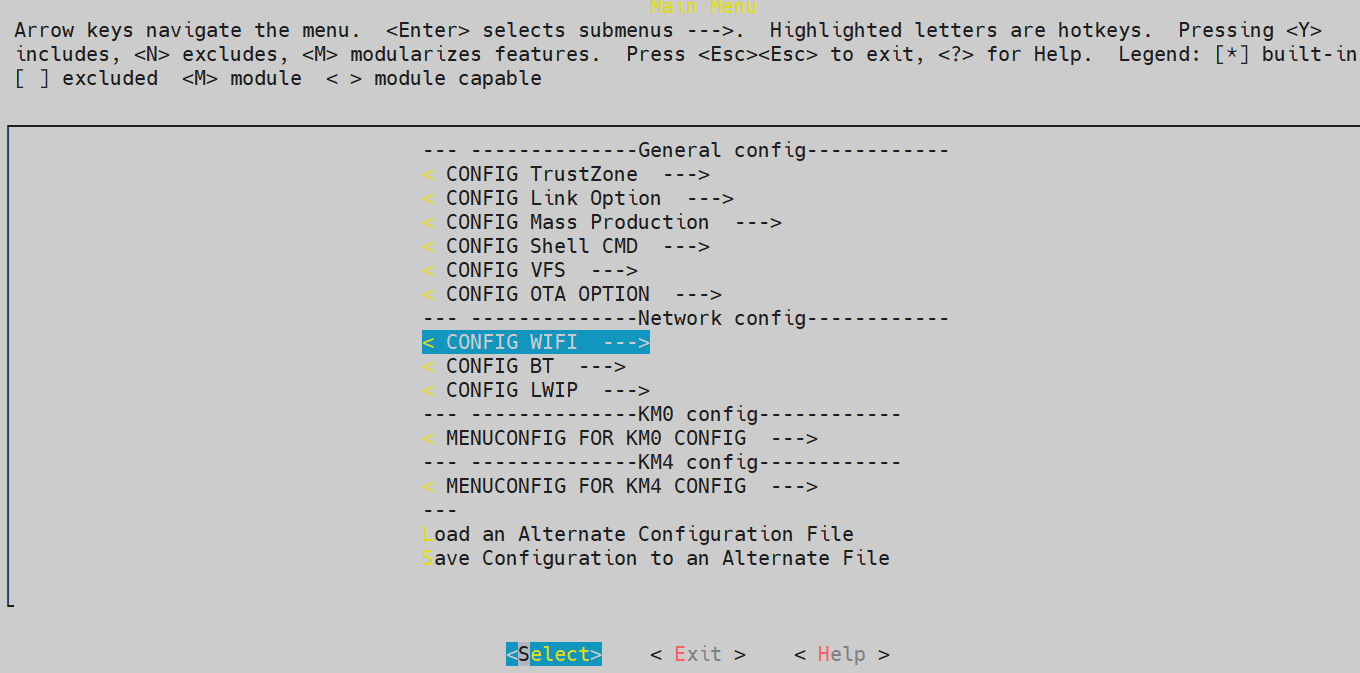 Main Menu
Arrow keys navigate the menu.  <Enter> selects submenus --->.  Highlighted letters are hotkeys.  Pressing <Y>
includes, <N> excludes, <M> modularizes features.  Press <Esc><Esc> to exit, <?> for Help.  Legend: [*] built-in
[ ] excluded  <M> module  < > module capable
--- --------------General config------------
< CONFIG TrustZone  --->
< CONFIG Link Option  --->
< CONFIG Mass Production  --->
< CONFIG Shell CMD  --->
< CONFIG VFS  --->
< CONFIG OTA OPTION  --->
--- --------------Network config------------
< CONFIG WIFI  --->
< CONFIG BT  --->
< CONFIG LWIP  --->
--- --------------KM0 config------------
< MENUCONFIG FOR KM0 CONFIG  --->
--- --------------KM4 config------------
< MENUCONFIG FOR KM4 CONFIG  --->
---
Load an Alternate Configuration File
Save Configuration to an Alternate File
<Select>    < Exit >    < Help >